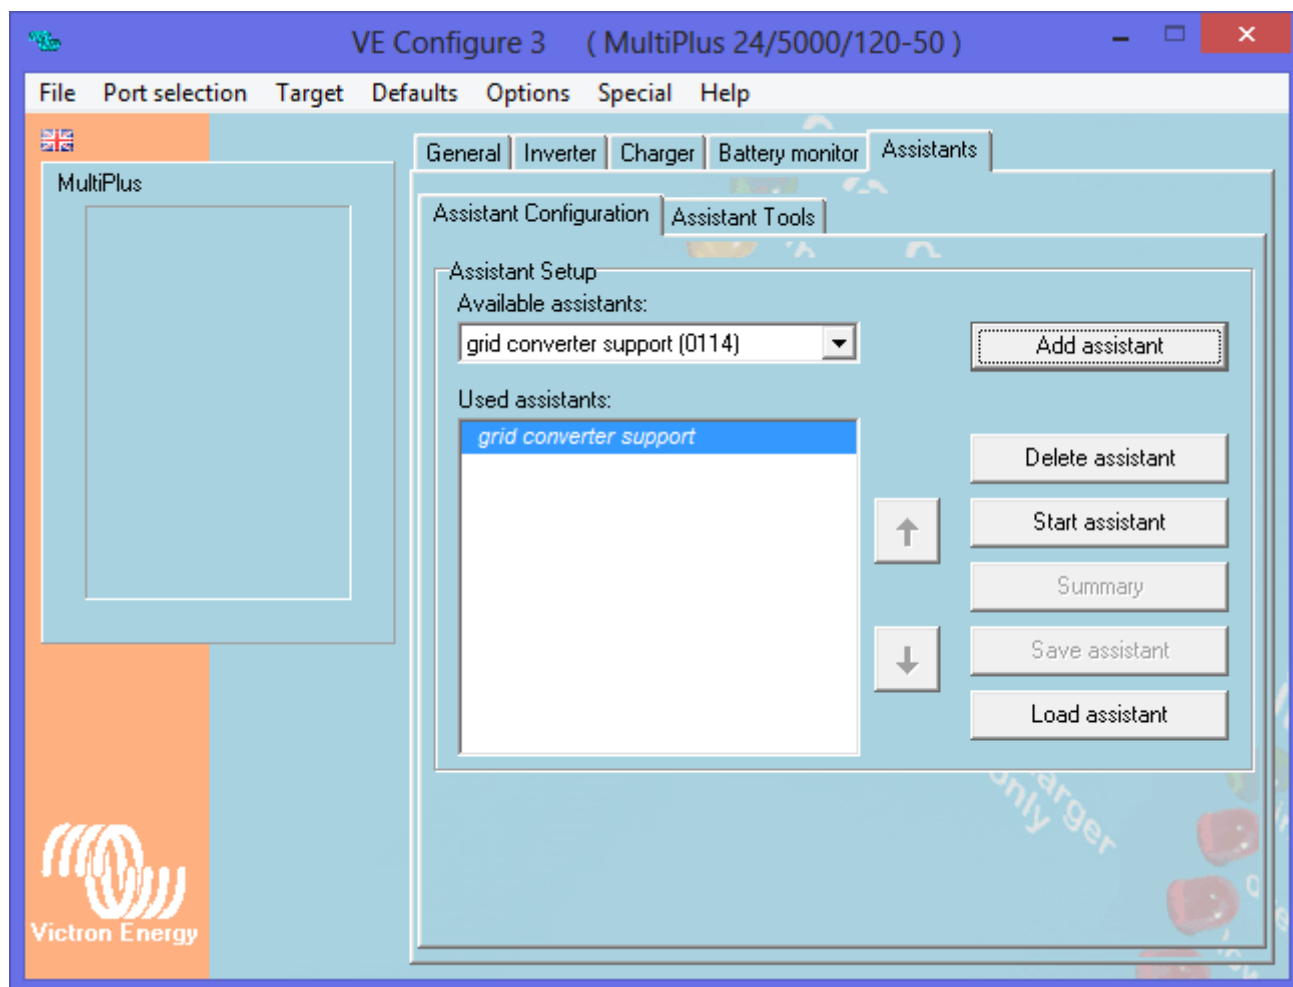 VE Configure 3 ( MultiPlus 24/5000/120-50 )
File Port selection Target Defaults Options Special Help
General Inverter Charger Battery monitor Assistants
MultiPlus
Assistant Configuration Assistant Tools
Assistant Setup
Available assistants:
grid converter support (0114)
Add assistant
Used assistants:
grid converter support
Delete assistant
Start assistant
Summary
Save assistant
Load assistant
charger
only
Victron Energy